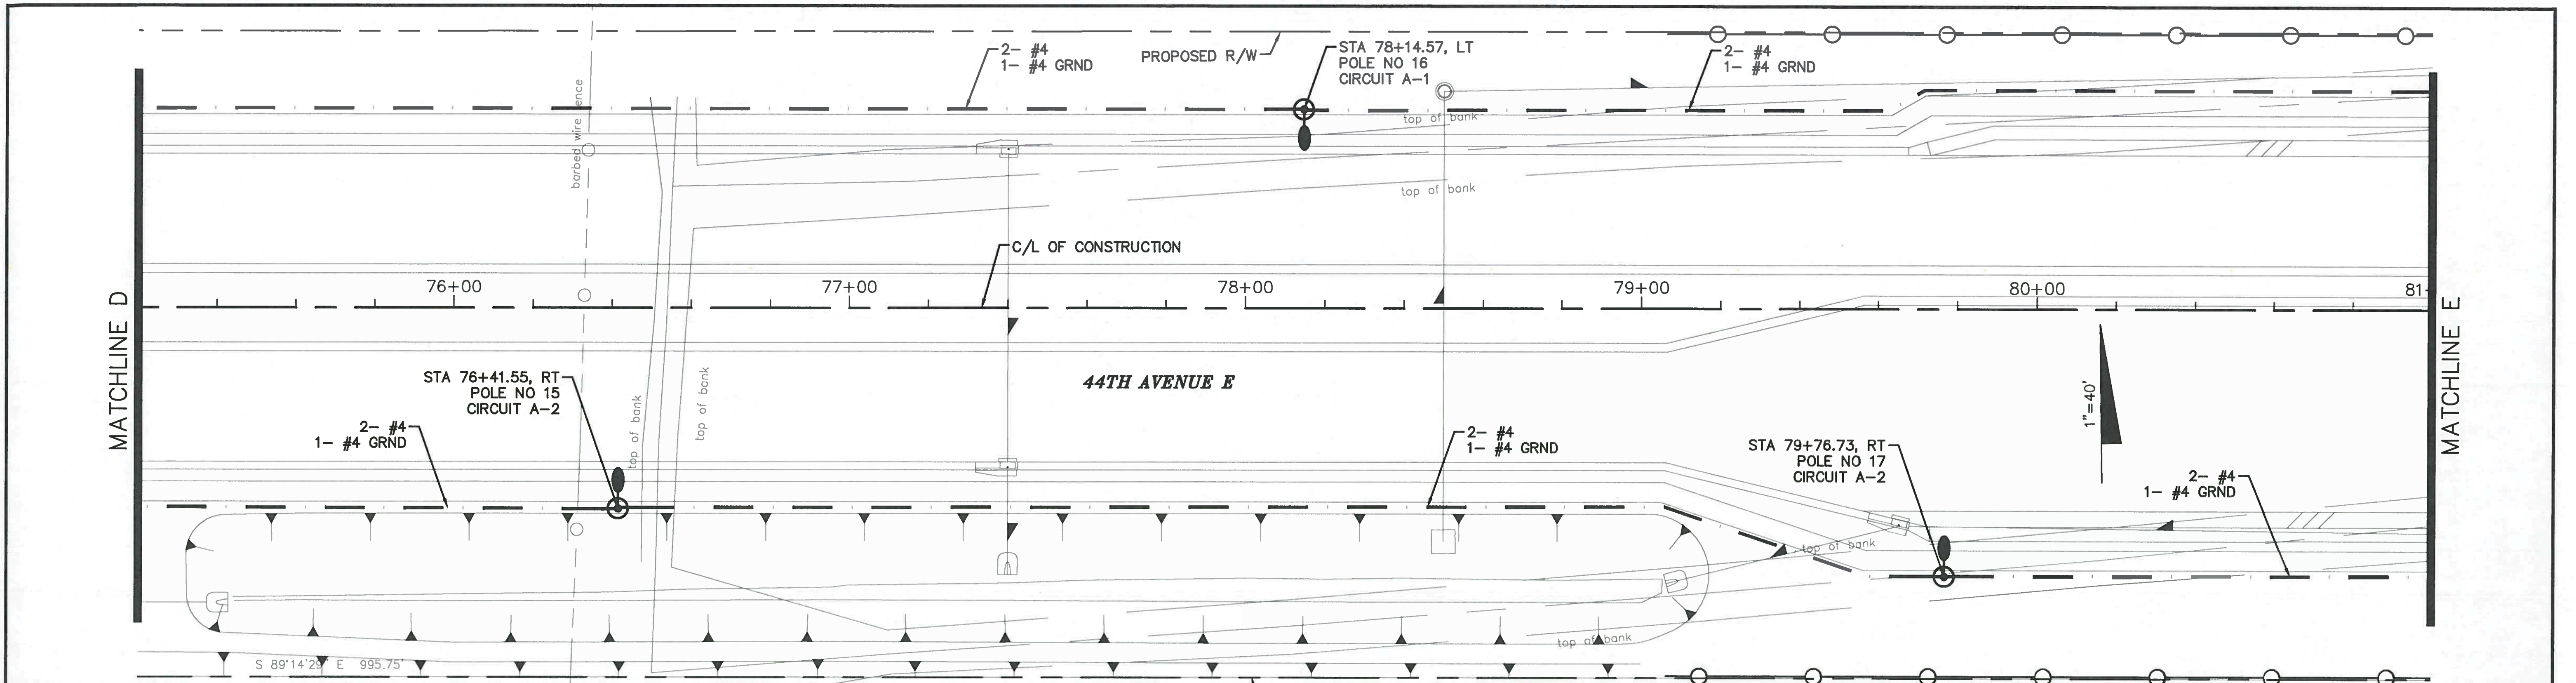 2- #4
1- #4 GRND
PROPOSED R/W
STA 78+14.57, LT
POLE NO 16
CIRCUIT A-1
2- #4
1- #4 GRND
top of bank
top of bank
C/L OF CONSTRUCTION
76+00
77+00
78+00
79+00
80+00
81
MATCHLINE D
MATCHLINE E
barbed wire ence
44TH AVENUE E
1"=40'
STA 76+41.55, RT
POLE NO 15
CIRCUIT A-2
top of bank
top of bank
2- #4
1- #4 GRND
2- #4
1- #4 GRND
STA 79+76.73, RT
POLE NO 17
CIRCUIT A-2
2- #4
1- #4 GRND
top of bank
top of bank
S 89°14'29" E 995.75'